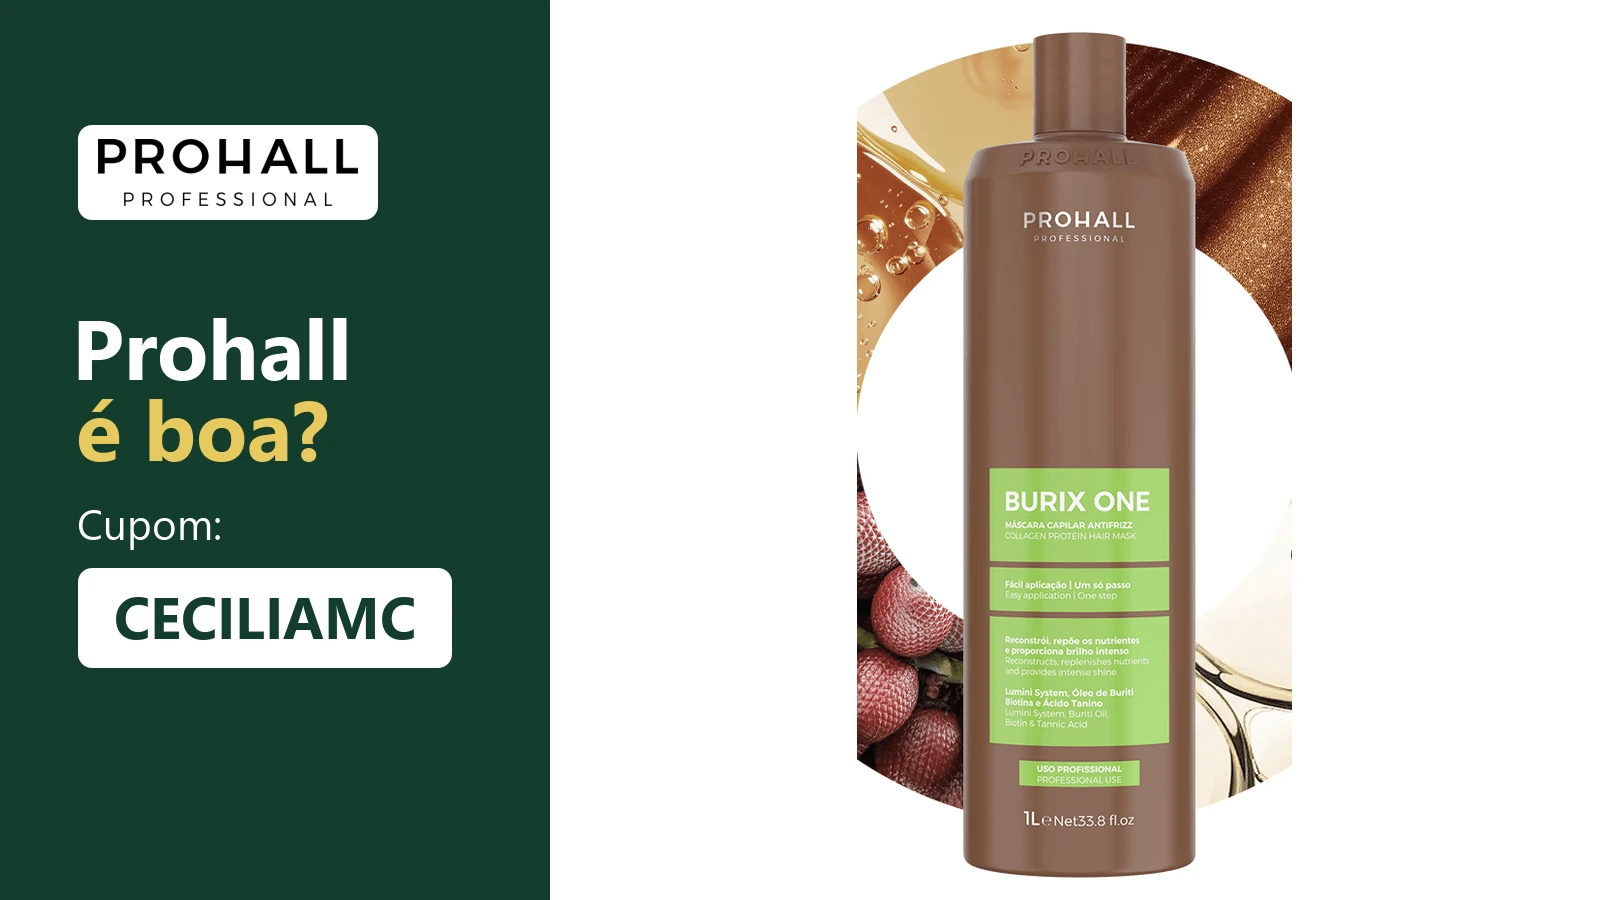 PROHALL
PROFESSIONAL
Prohall
é boa?
Cupom:
CECILIAMC
PROHALL
PROHALL
PROFESSIONAL
BURIX ONE
MÁSCARA CAPILAR ANTIFRIZZ
COLLAGEN PROTEIN HAIR MASK
Fácil aplicação | Um só passo
Easy application | One step
Reconstrói, repõe os nutrientes
e proporciona brilho intenso
Reconstructs, replenishes nutrients
and provides intense shine
Lumini System, Óleo de Buriti
Biotina e Ácido Tanino
Lumini System, Buriti Oil,
Biotin & Tannic Acid
USO PROFISSIONAL
PROFESSIONAL USE
1L℮Net33.8 fl.oz